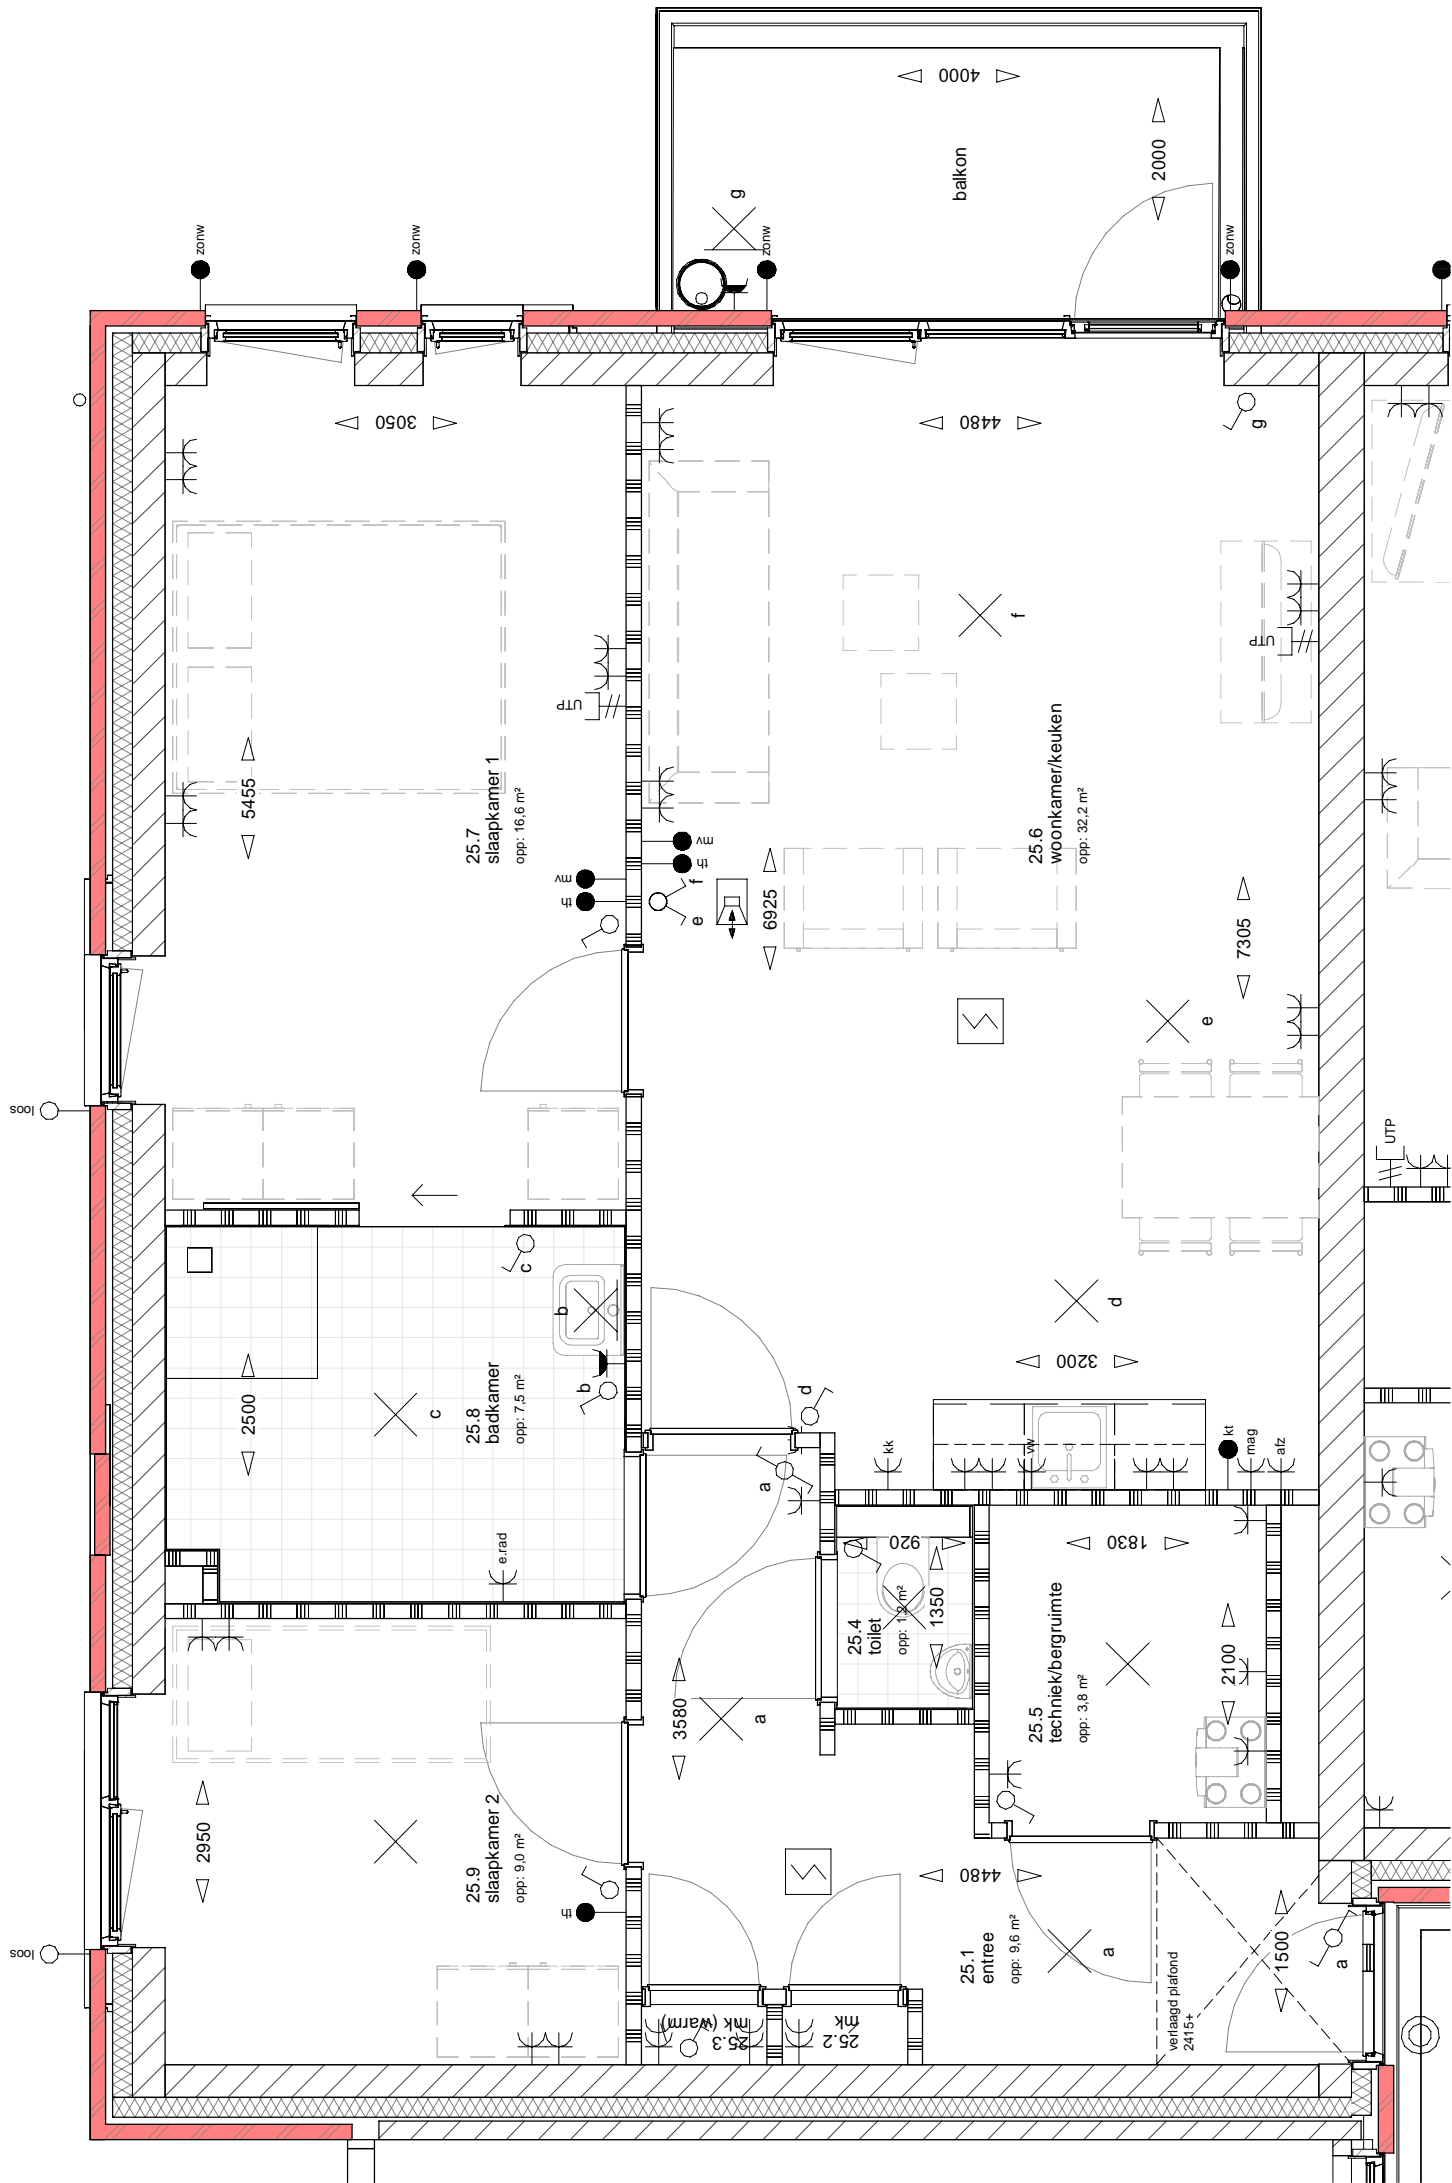 4000
balkon
2000
g
zonw
zonw
zonw
zonw
3050
4480
g
5455
UTP
25.7
slaapkamer 1
opp: 16,6 m²
mv
th
mv
th
f
e
6925
f
UTP
25.6
woonkamer/keuken
opp: 32,2 m²
7305
e
loos
UTP
c
b
b
2500
c
25.8
badkamer
opp: 7,5 m²
e.rad
d
3200
d
a
kk
vw
kt
mag
afz
920
1350
25.4
toilet
opp: 1,2 m²
1830
2100
25.5
techniek/bergruimte
opp: 3,8 m²
3580
a
2950
25.9
slaapkamer 2
opp: 9,0 m²
th
loos
4480
25.1
entree
opp: 9,6 m²
a
1500
a
verlaagd plafond
2415+
25.3
mk (warm)
25.2
mk